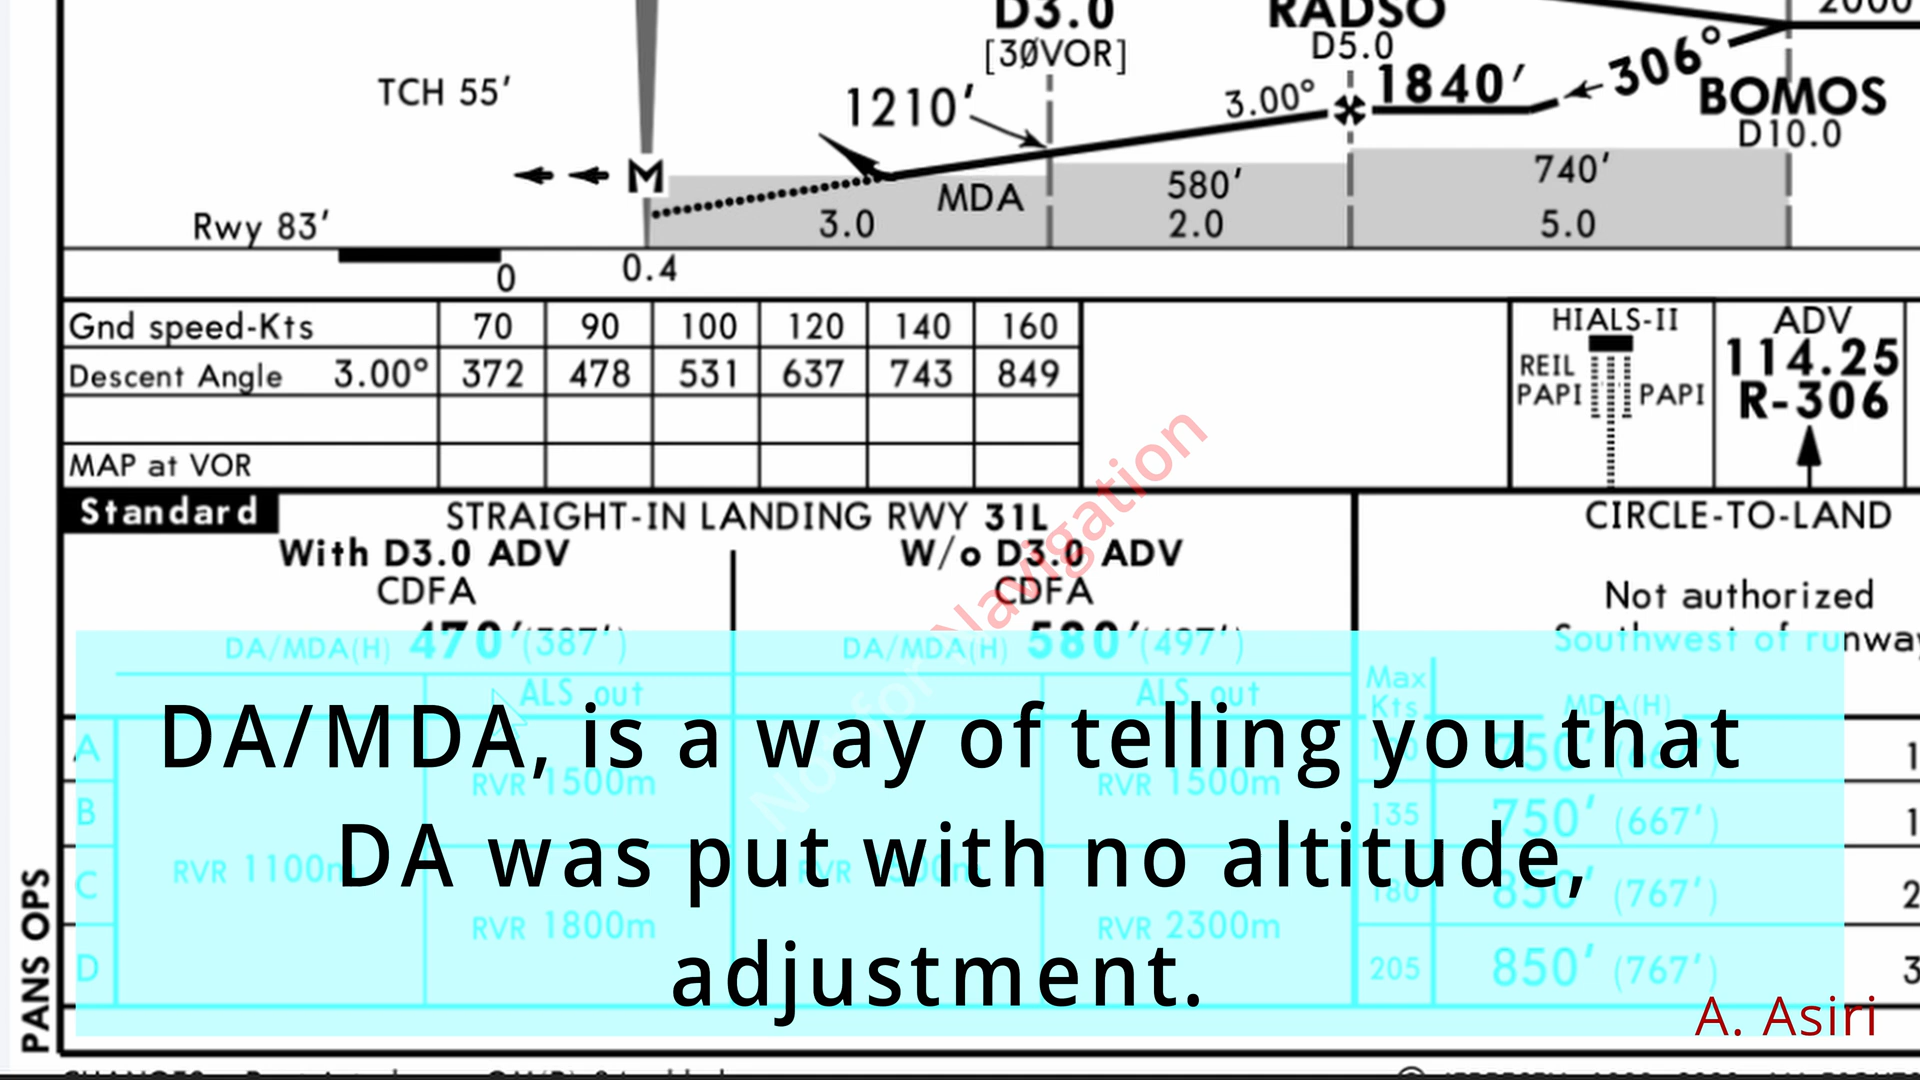 D3.0
RADSO
2000
[30VOR]
D5.0
306°
TCH 55'
1210'
3.00°
1840'
BOMOS
D10.0
M
MDA
580'
740'
Rwy 83'
3.0
2.0
5.0
0
0.4
Gnd speed-Kts 70 90 100 120 140 160
Descent Angle 3.00° 372 478 531 637 743 849
MAP at VOR
HIALS-II
REIL
PAPI PAPI
ADV
114.25
R-306
Standard
STRAIGHT-IN LANDING RWY 31L
CIRCLE-TO-LAND
With D3.0 ADV
W/o D3.0 ADV
CDFA
CDFA
Not authorized
Southwest of runway
DA/MDA(H) 470'(387')
DA/MDA(H) 580'(497')
ALS out
ALS out
Max
Kts
MDA(H)
A
B
C
D
RVR 1100m
RVR 1500m
RVR 1800m
RVR 1500m
RVR 2300m
135 750' (667')
180 850' (767')
205 850' (767')
DA/MDA, is a way of telling you that
DA was put with no altitude,
adjustment.
Not for Navigation
PANS OPS
A. Asiri